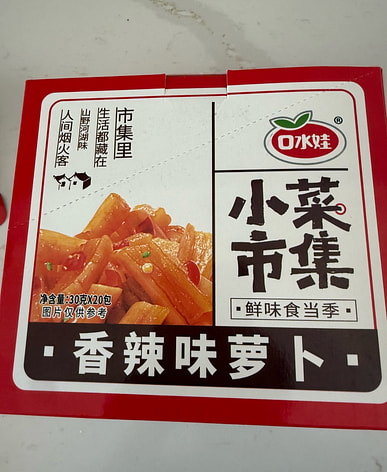 市集里
生活都藏在
山野河湖味
人间烟火客
口水娃®
小菜
市集
·鲜味食当季·
净含量:30克X20包
图片仅供参考
·香辣味萝卜·